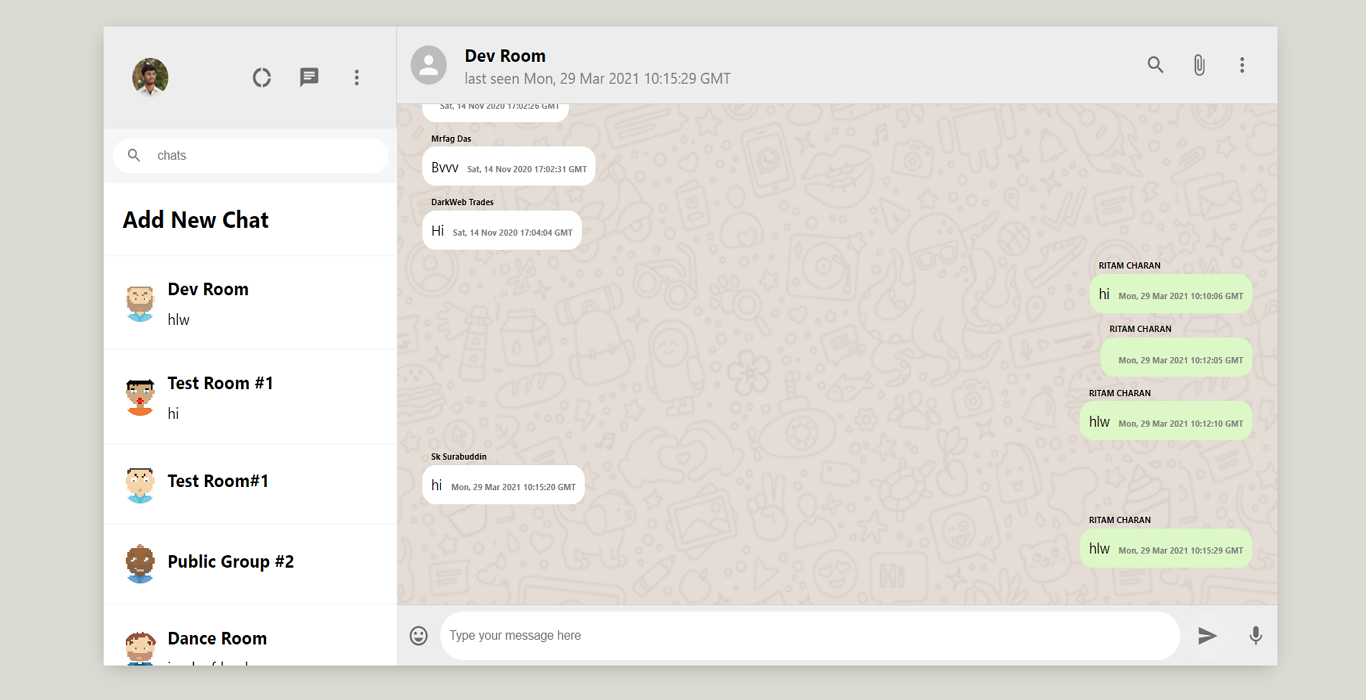 chats
Add New Chat
Dev Room
hlw
Test Room #1
hi
Test Room#1
Public Group #2
Dance Room
Dev Room
last seen Mon, 29 Mar 2021 10:15:29 GMT
Sat, 14 Nov 2020 17:02:26 GMT
Mrfag Das
Bvvv Sat, 14 Nov 2020 17:02:31 GMT
DarkWeb Trades
Hi Sat, 14 Nov 2020 17:04:04 GMT
RITAM CHARAN
hi Mon, 29 Mar 2021 10:10:06 GMT
RITAM CHARAN
Mon, 29 Mar 2021 10:12:05 GMT
RITAM CHARAN
hlw Mon, 29 Mar 2021 10:12:10 GMT
Sk Surabuddin
hi Mon, 29 Mar 2021 10:15:20 GMT
RITAM CHARAN
hlw Mon, 29 Mar 2021 10:15:29 GMT
Type your message here